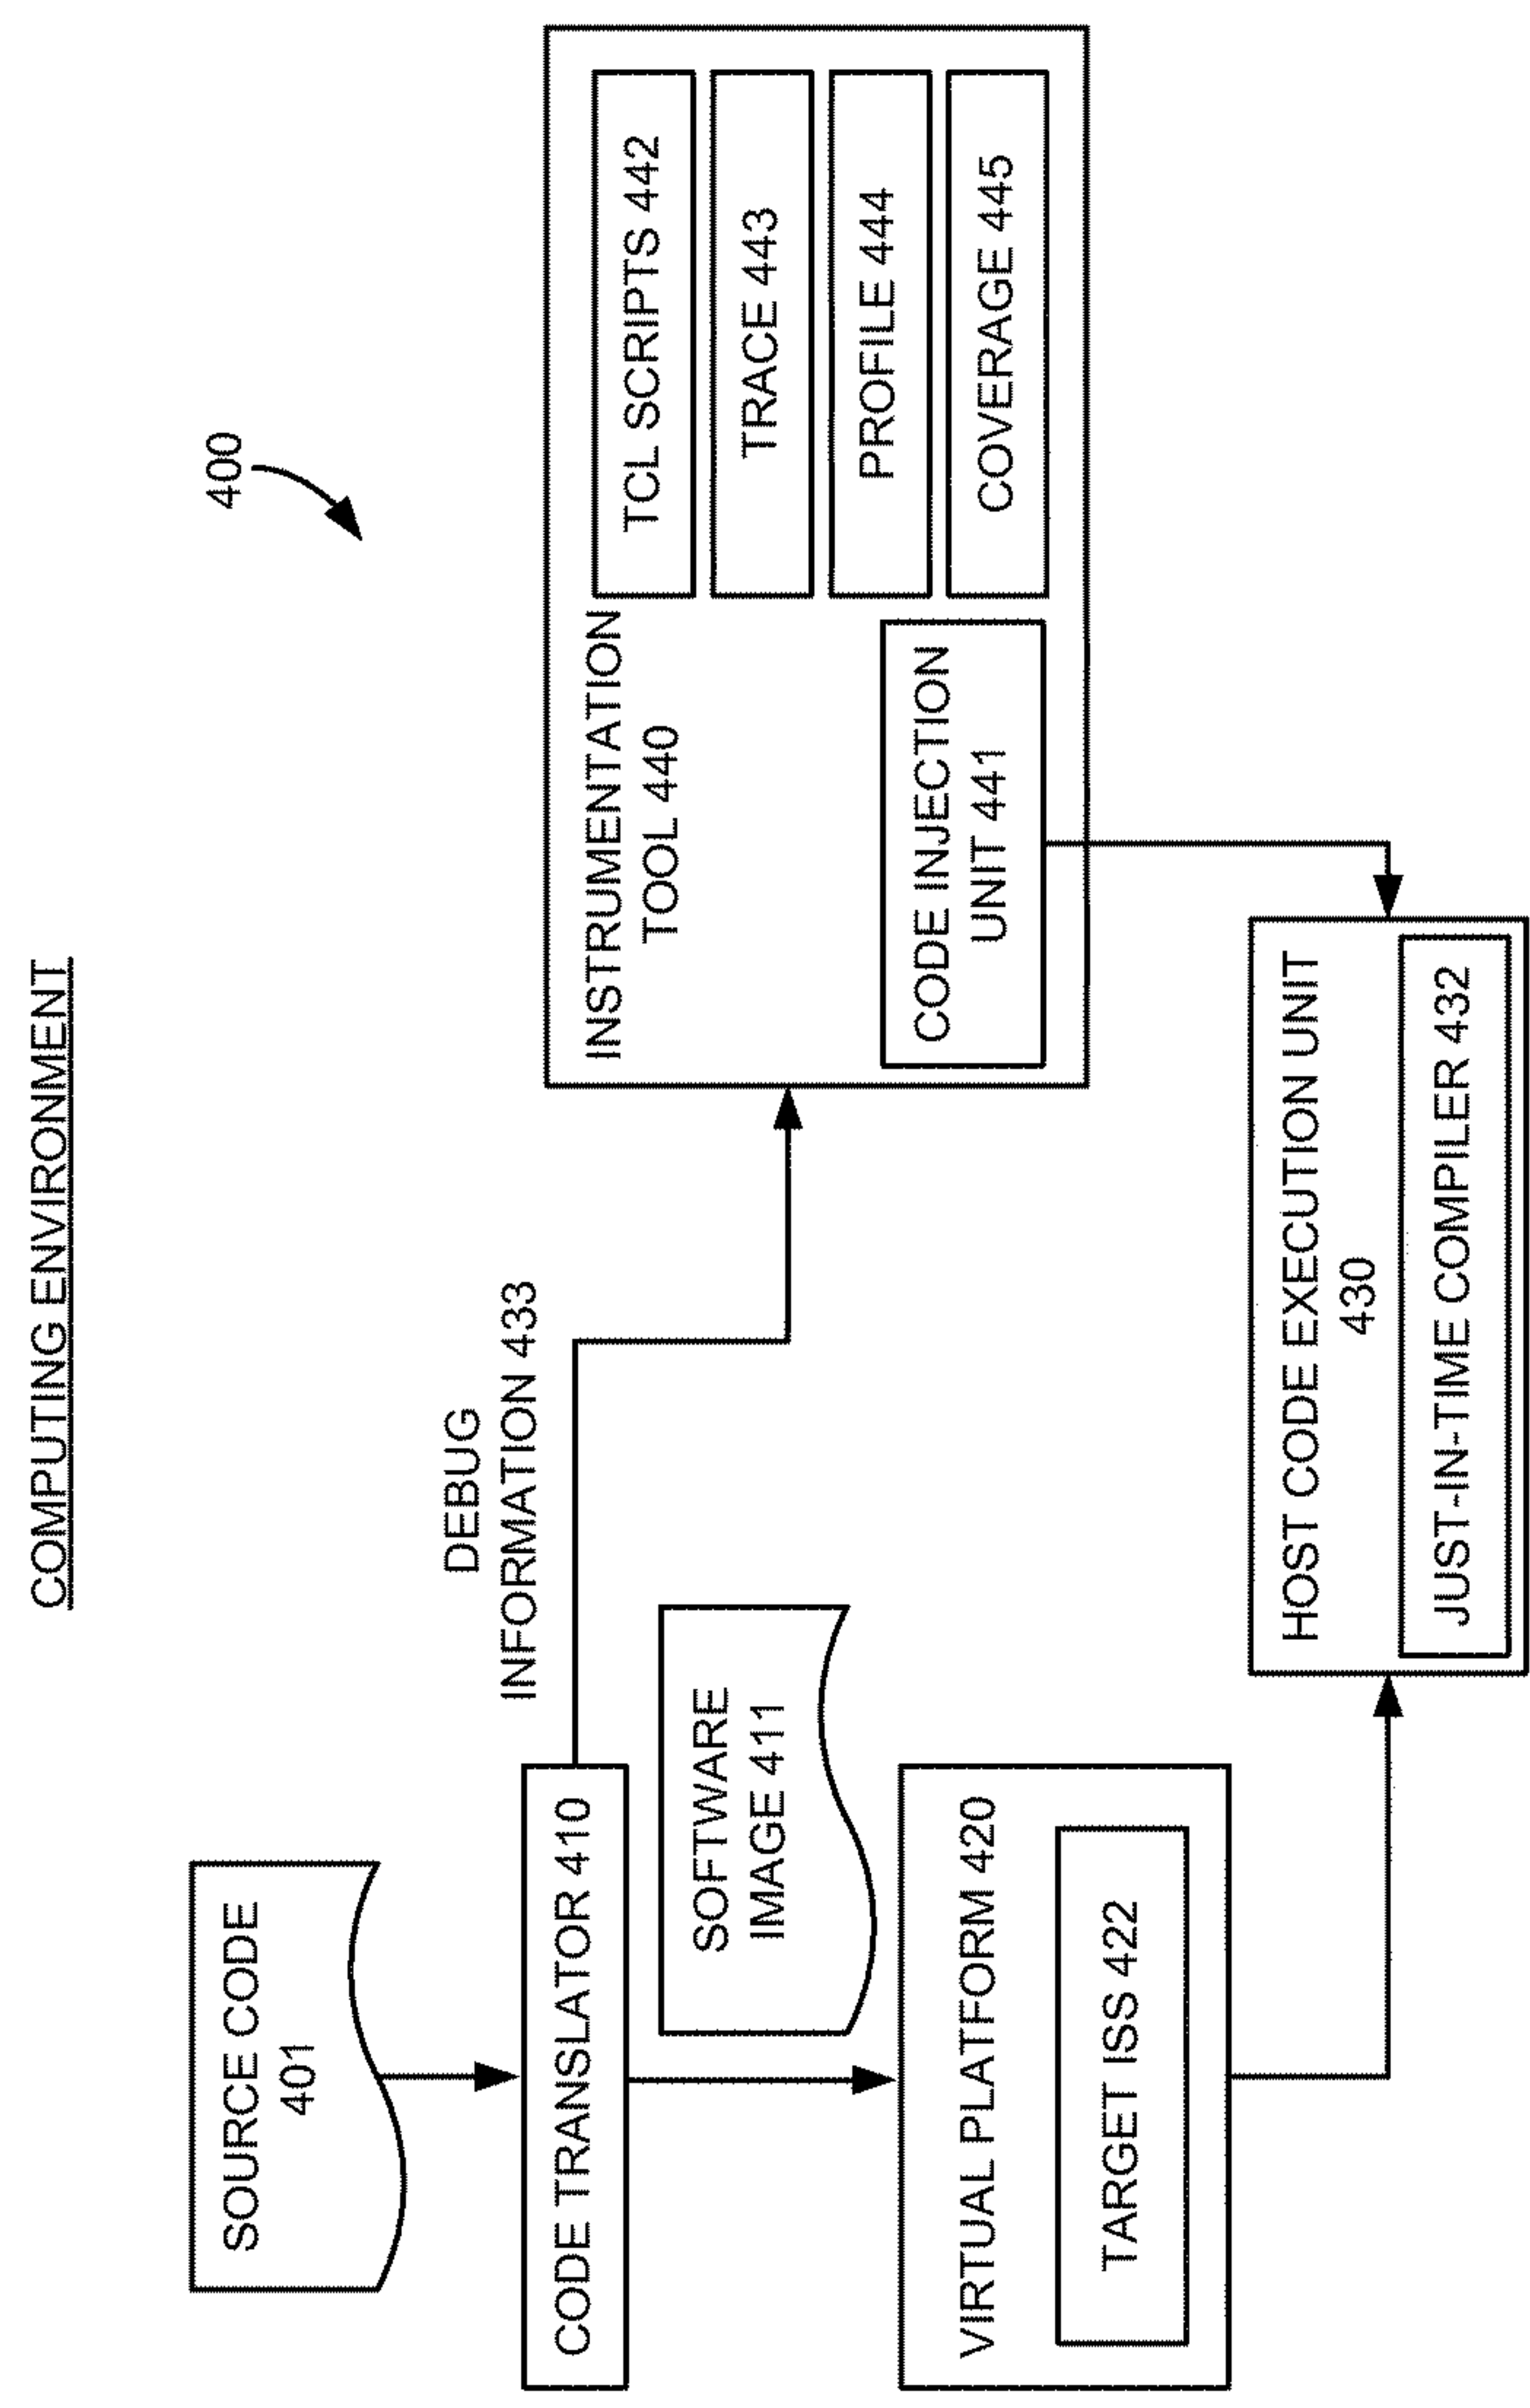 COMPUTING ENVIRONMENT
400
SOURCE CODE
401
CODE TRANSLATOR 410
DEBUG
INFORMATION 433
SOFTWARE
IMAGE 411
VIRTUAL PLATFORM 420
TARGET ISS 422
INSTRUMENTATION
TOOL 440
TCL SCRIPTS 442
TRACE 443
PROFILE 444
COVERAGE 445
CODE INJECTION
UNIT 441
HOST CODE EXECUTION UNIT
430
JUST-IN-TIME COMPILER 432